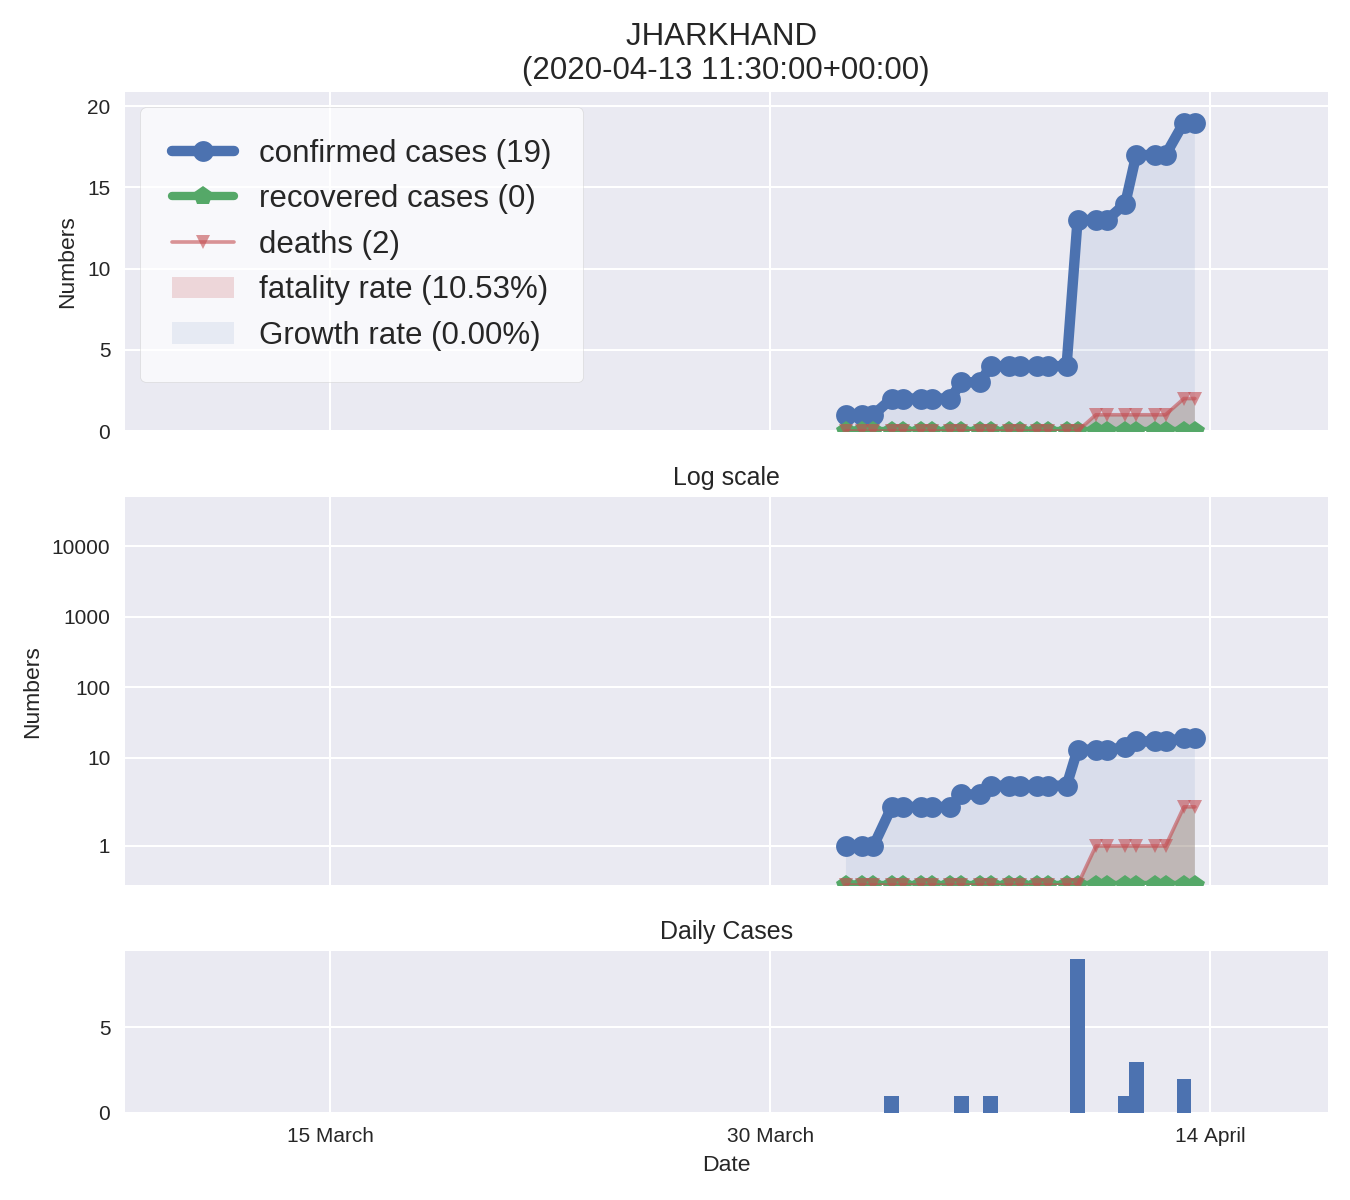 JHARKHAND
(2020-04-13 11:30:00+00:00)
20
15
10
5
0
Numbers
confirmed cases (19)
recovered cases (0)
deaths (2)
fatality rate (10.53%)
Growth rate (0.00%)
Log scale
10000
1000
100
10
1
Numbers
Daily Cases
5
0
15 March
30 March
14 April
Date